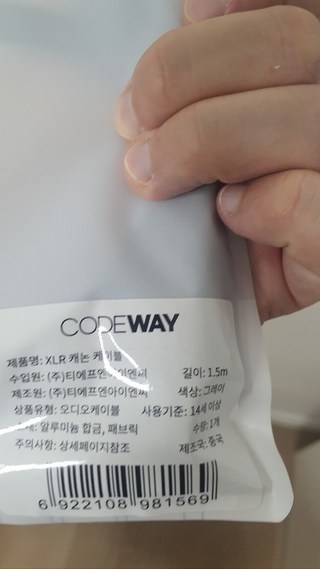 CODEWAY
제품명: XLR 캐논 케이블
수입원: (주)티에프엔아이엔씨 길이: 1.5m
제조원: (주)티에프엔아이엔씨 색상: 그레이
상품유형: 오디오케이블 사용기준: 14세 이상
알루미늄 합금, 패브릭 수량: 1개
주의사항: 상세페이지참조 제조국: 중국
6 922108 981569